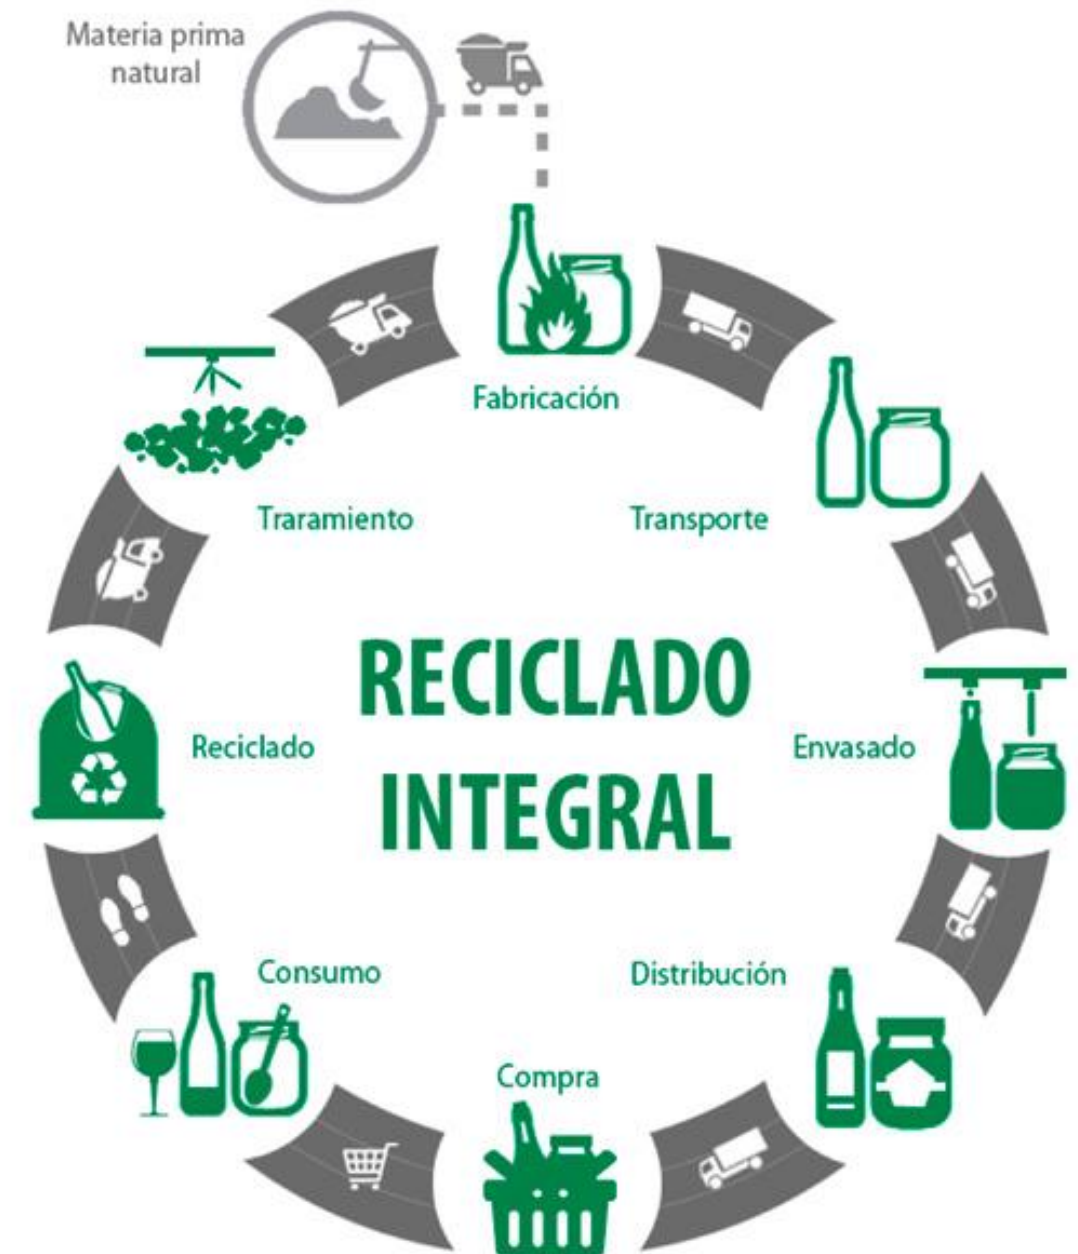 Materia prima
natural
Fabricación
Traramiento
Transporte
RECICLADO
INTEGRAL
Reciclado
Envasado
Consumo
Distribución
Compra